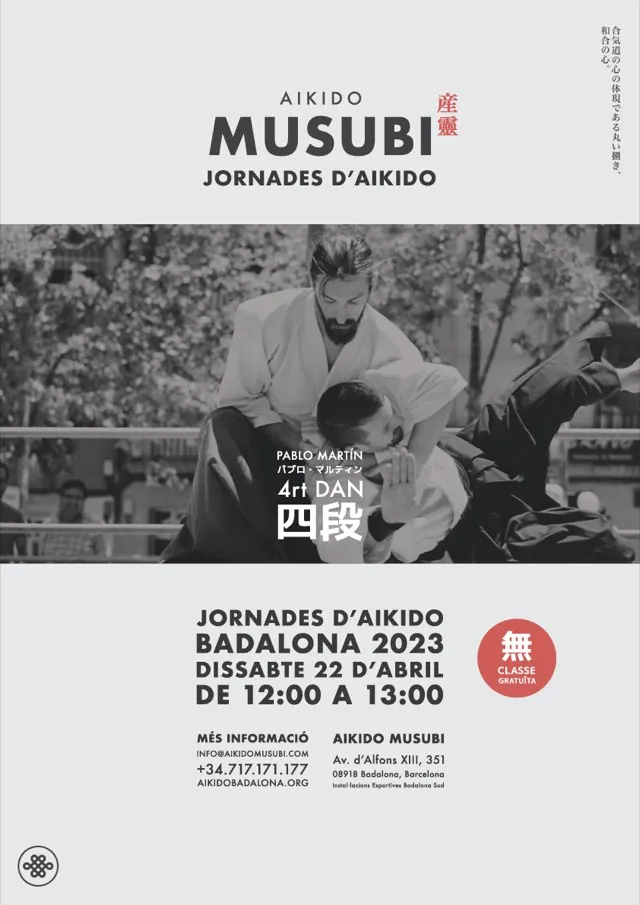 合気道の心の体現である丸い捌き、
和合の心。
AIKIDO
MUSUBI
産靈
JORNADES D'AIKIDO
PABLO MARTÍN
パブロ・マルティン
4rt DAN
四段
JORNADES D'AIKIDO
BADALONA 2023
DISSABTE 22 D'ABRIL
DE 12:00 A 13:00
無
CLASSE
GRATUÏTA
MÉS INFORMACIÓ
INFO@AIKIDOMUSUBI.COM
+34.717.171.177
AIKIDOBADALONA.ORG
AIKIDO MUSUBI
Av. d'Alfons XIII, 351
08918 Badalona, Barcelona
Instal·lacions Esportives Badalona Sud